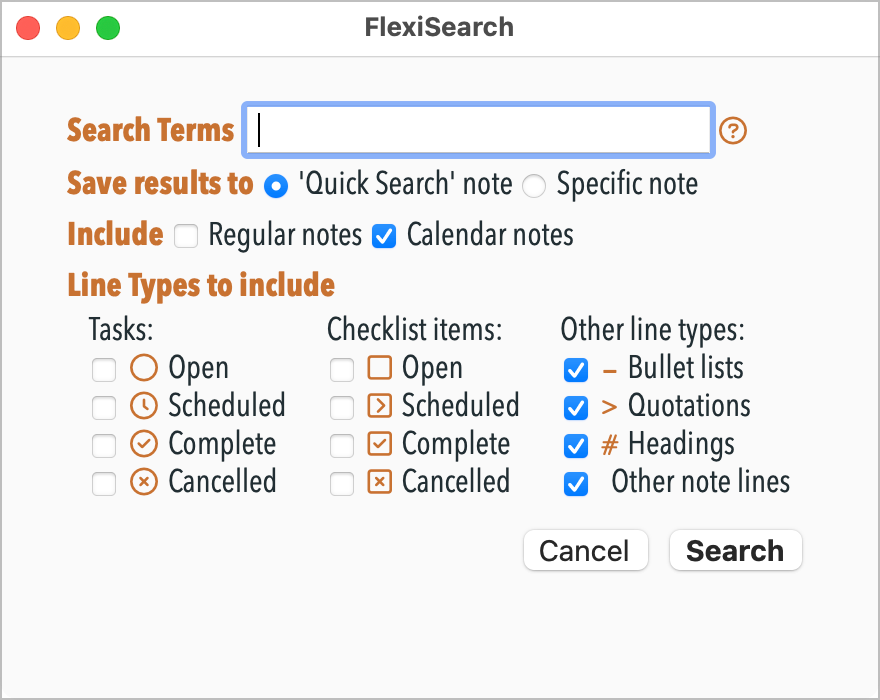 FlexiSearch
Search Terms ?
Save results to 'Quick Search' note Specific note
Include Regular notes Calendar notes
Line Types to include
Tasks: Checklist items: Other line types:
Open Open – Bullet lists
Scheduled Scheduled > Quotations
Complete Complete # Headings
Cancelled Cancelled Other note lines
Cancel Search